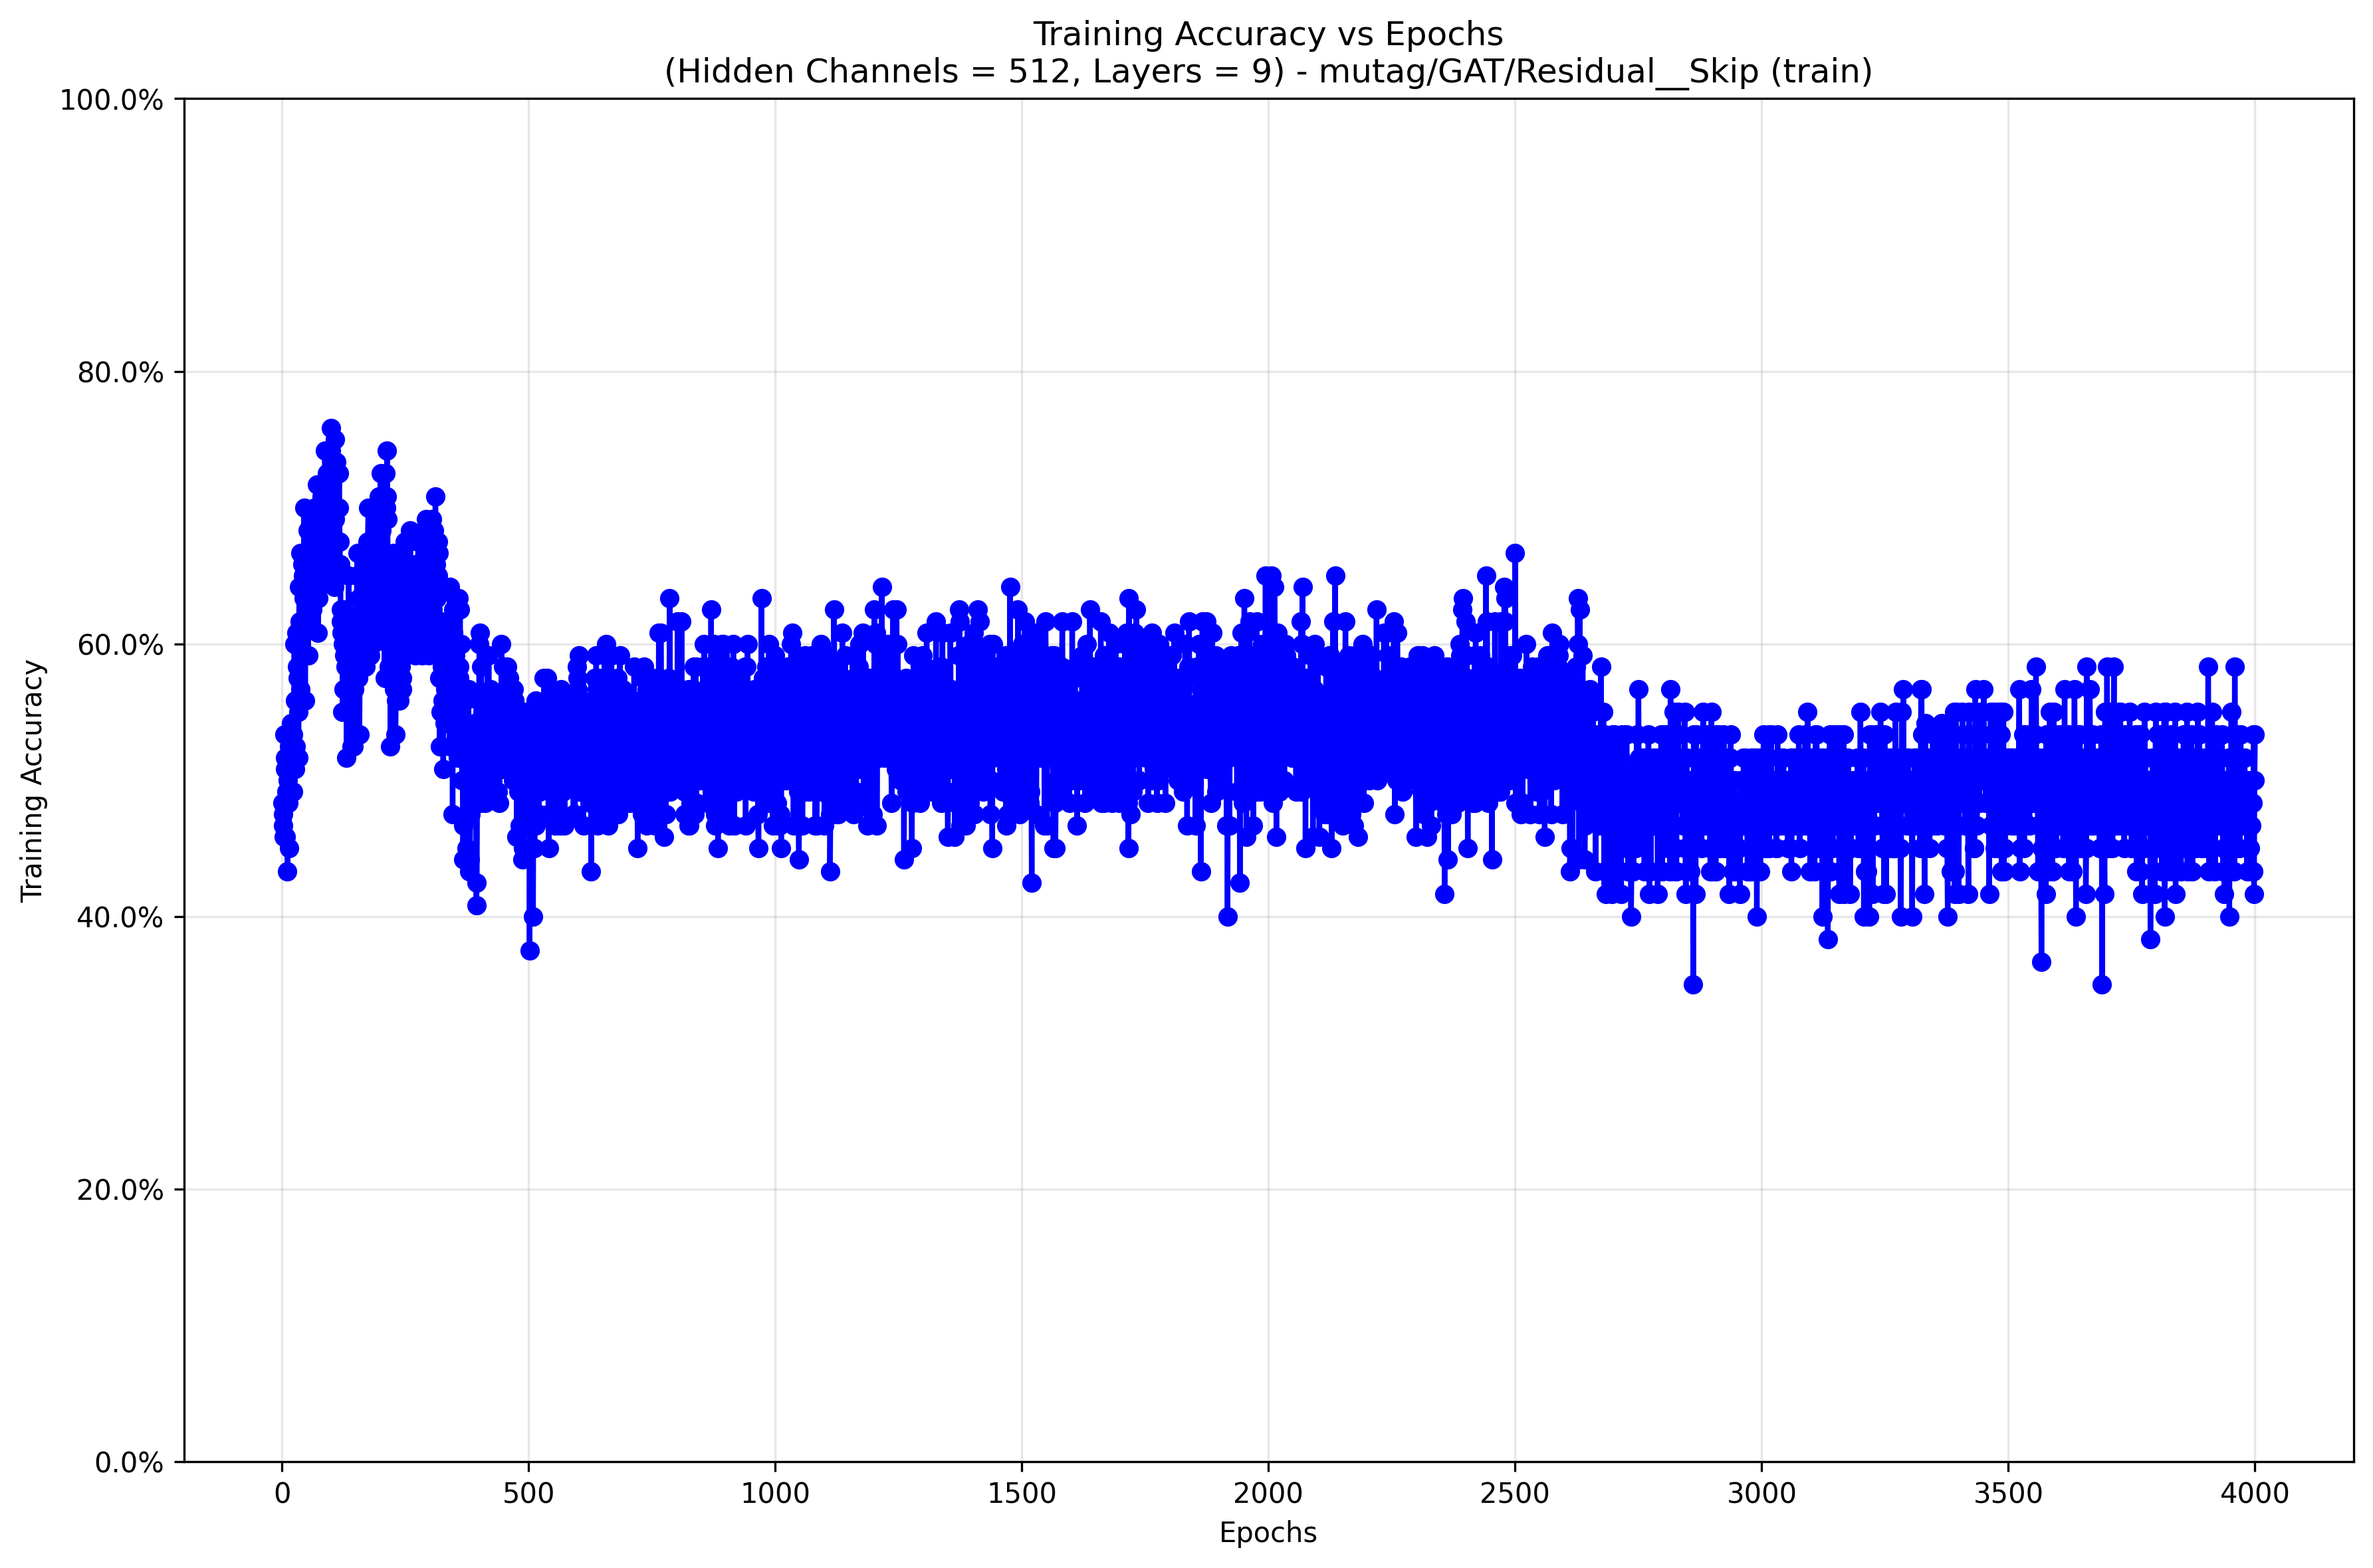 Training Accuracy vs Epochs
(Hidden Channels = 512, Layers = 9) - mutag/GAT/Residual__Skip (train)
100.0%
80.0%
60.0%
40.0%
20.0%
0.0%
Training Accuracy
0 500 1000 1500 2000 2500 3000 3500 4000
Epochs